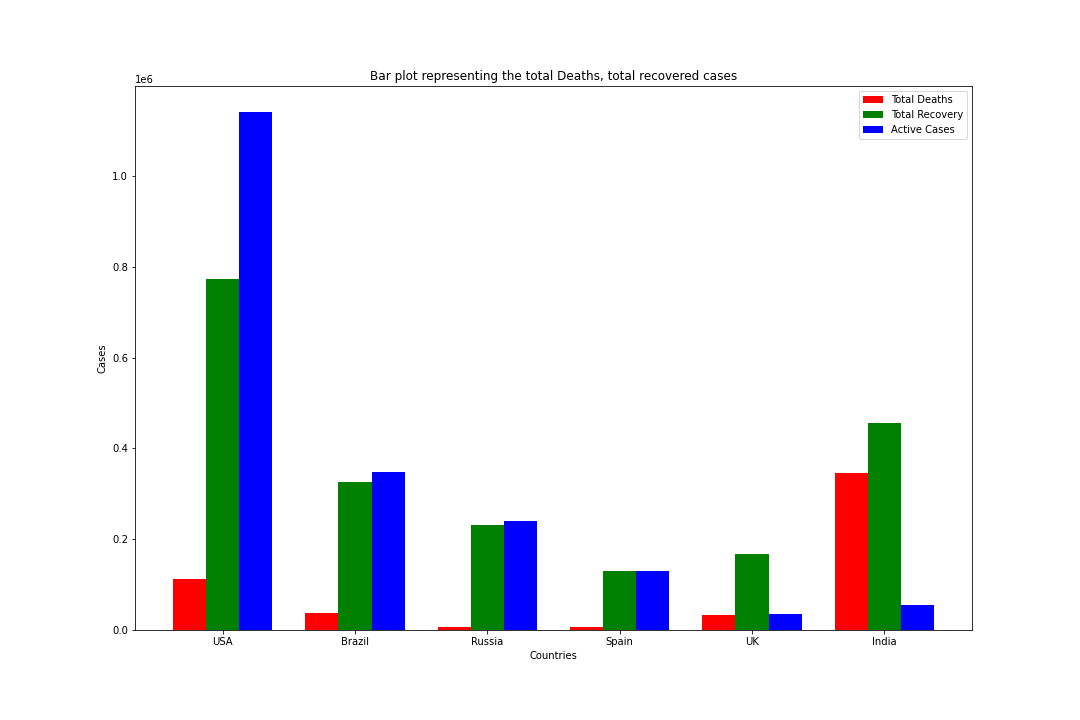 Bar plot representing the total Deaths, total recovered cases
1e6
Total Deaths
Total Recovery
Active Cases
1.0
0.8
0.6
0.4
0.2
0.0
Cases
USA Brazil Russia Spain UK India
Countries